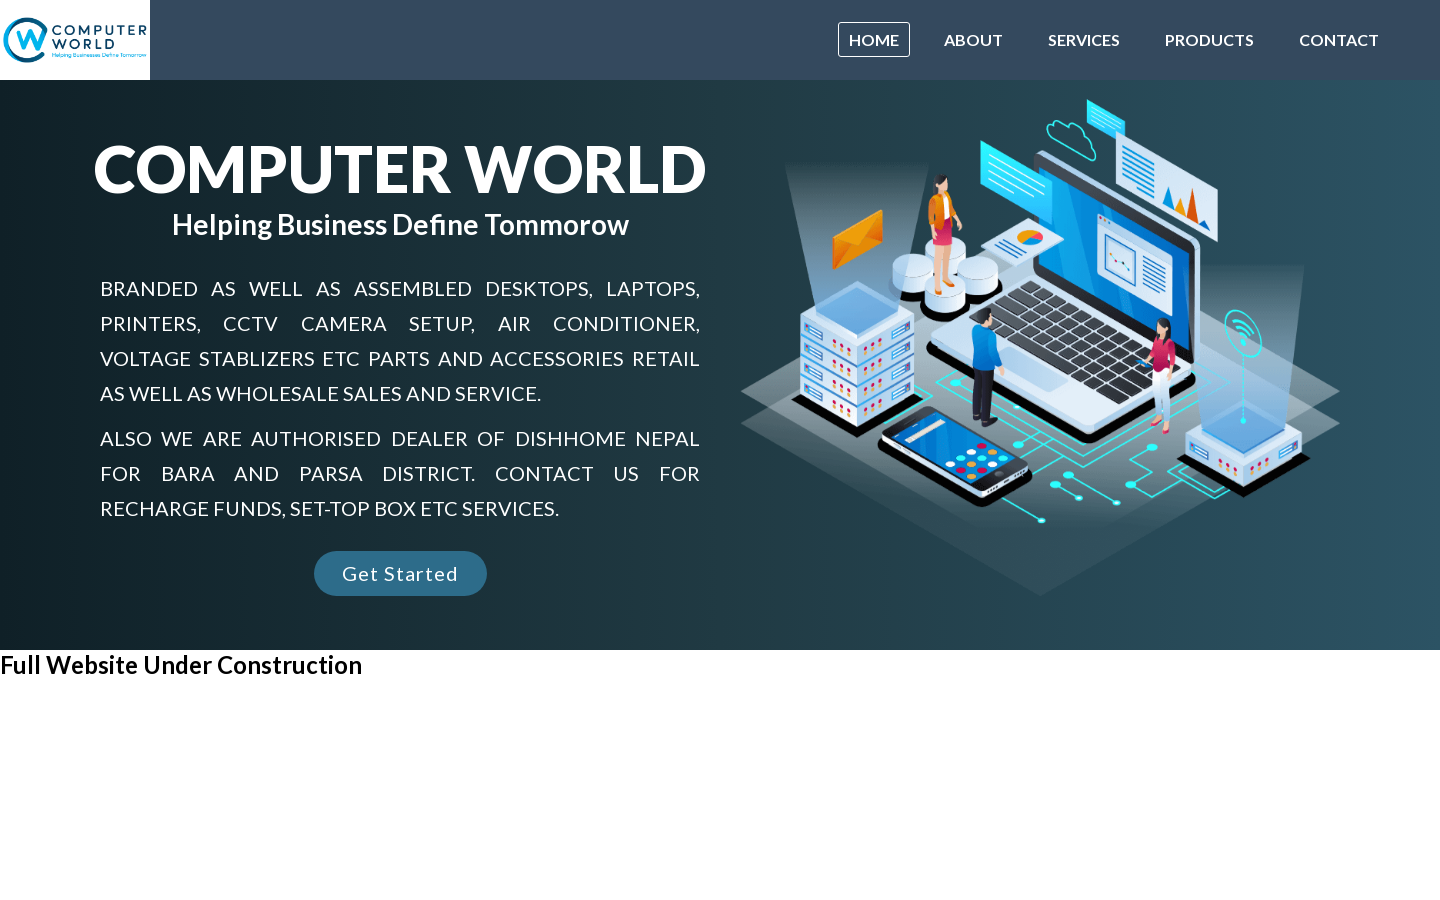 COMPUTER
WORLD
Helping Businesses Define Tomorrow
HOME
ABOUT
SERVICES
PRODUCTS
CONTACT
COMPUTER WORLD
Helping Business Define Tommorow
BRANDED AS WELL AS ASSEMBLED DESKTOPS, LAPTOPS,
PRINTERS, CCTV CAMERA SETUP, AIR CONDITIONER,
VOLTAGE STABLIZERS ETC PARTS AND ACCESSORIES RETAIL
AS WELL AS WHOLESALE SALES AND SERVICE.
ALSO WE ARE AUTHORISED DEALER OF DISHHOME NEPAL
FOR BARA AND PARSA DISTRICT. CONTACT US FOR
RECHARGE FUNDS, SET-TOP BOX ETC SERVICES.
Get Started
Full Website Under Construction